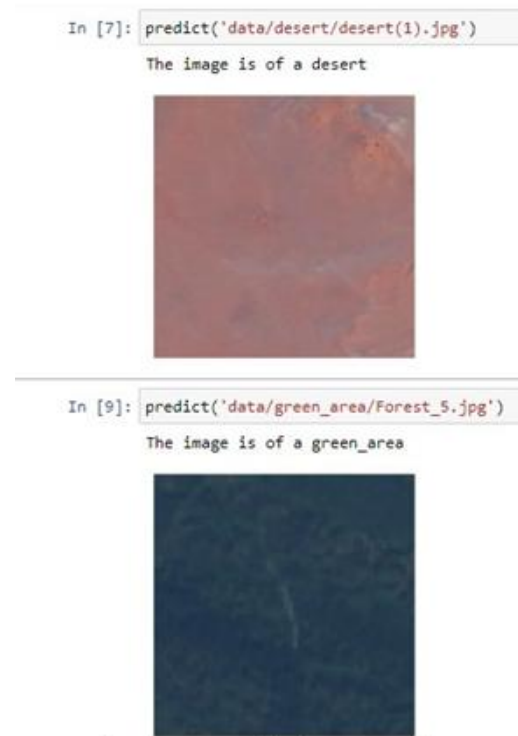 In [7]: predict('data/desert/desert(1).jpg')
The image is of a desert
In [9]: predict('data/green_area/Forest_5.jpg')
The image is of a green_area